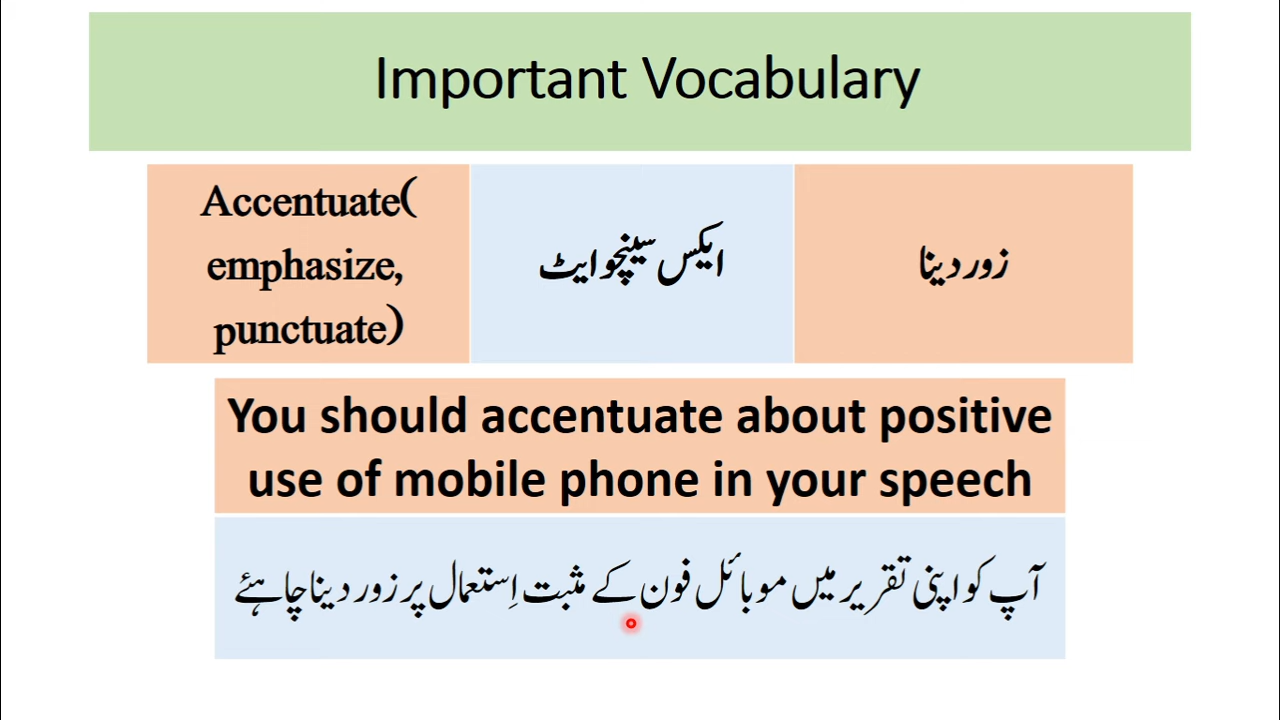 Important Vocabulary
Accentuate(
emphasize,
punctuate)
ایکس سینچوایٹ
زور دینا
You should accentuate about positive
use of mobile phone in your speech
آپ کو اپنی تقریر میں موبائل فون کے مثبت اِستعمال پر زور دینا چاہئے